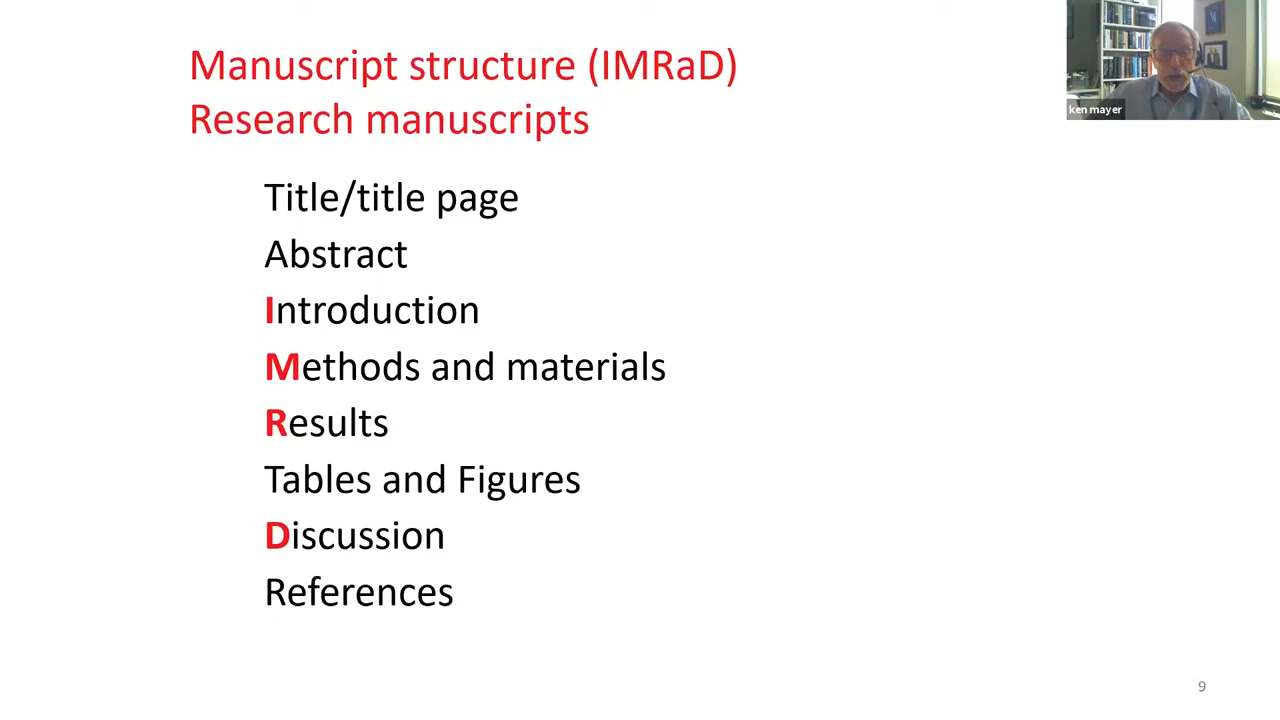 Manuscript structure (IMRaD)
Research manuscripts
ken mayer
Title/title page
Abstract
Introduction
Methods and materials
Results
Tables and Figures
Discussion
References
9